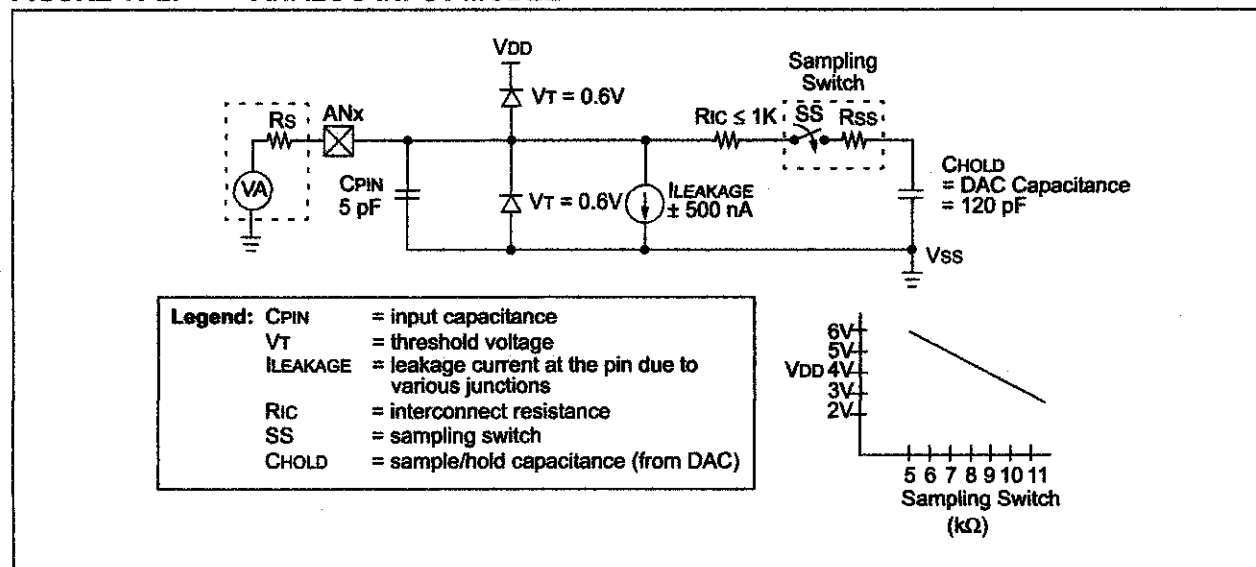 VDD
Sampling
Switch
VT = 0.6V
RS
ANx
RIC ≤ 1K
SS
RSS
VA
CPIN
5 pF
VT = 0.6V
ILEAKAGE
± 500 nA
CHOLD
= DAC Capacitance
= 120 pF
VSS
Legend: CPIN = input capacitance
VT = threshold voltage
ILEAKAGE = leakage current at the pin due to
various junctions
RIC = interconnect resistance
SS = sampling switch
CHOLD = sample/hold capacitance (from DAC)
6V
5V
VDD 4V
3V
2V
5 6 7 8 9 10 11
Sampling Switch
(kΩ)